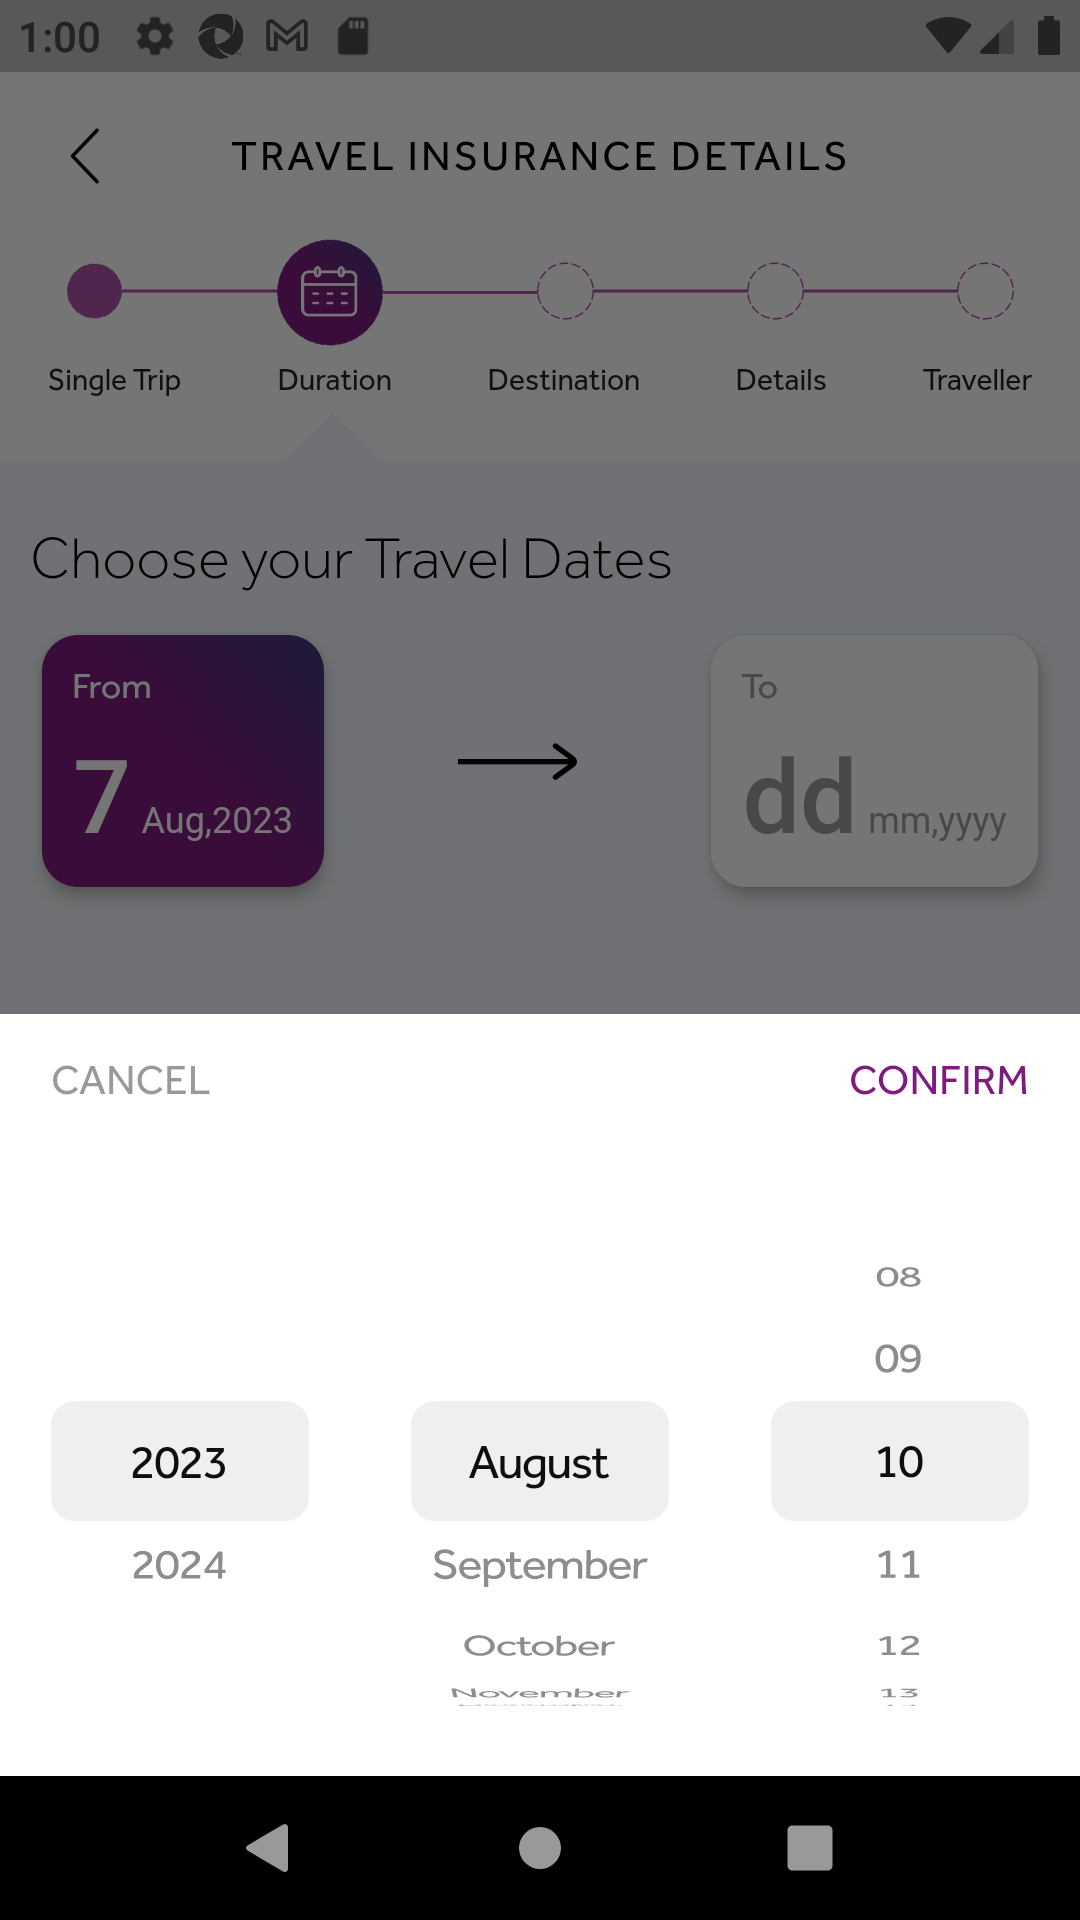 1:00
TRAVEL INSURANCE DETAILS
Single Trip
Duration
Destination
Details
Traveller
Choose your Travel Dates
From
7 Aug,2023
To
dd mm,yyyy
CANCEL
CONFIRM
08
09
2023 August 10
2024 September 11
October 12
November 13